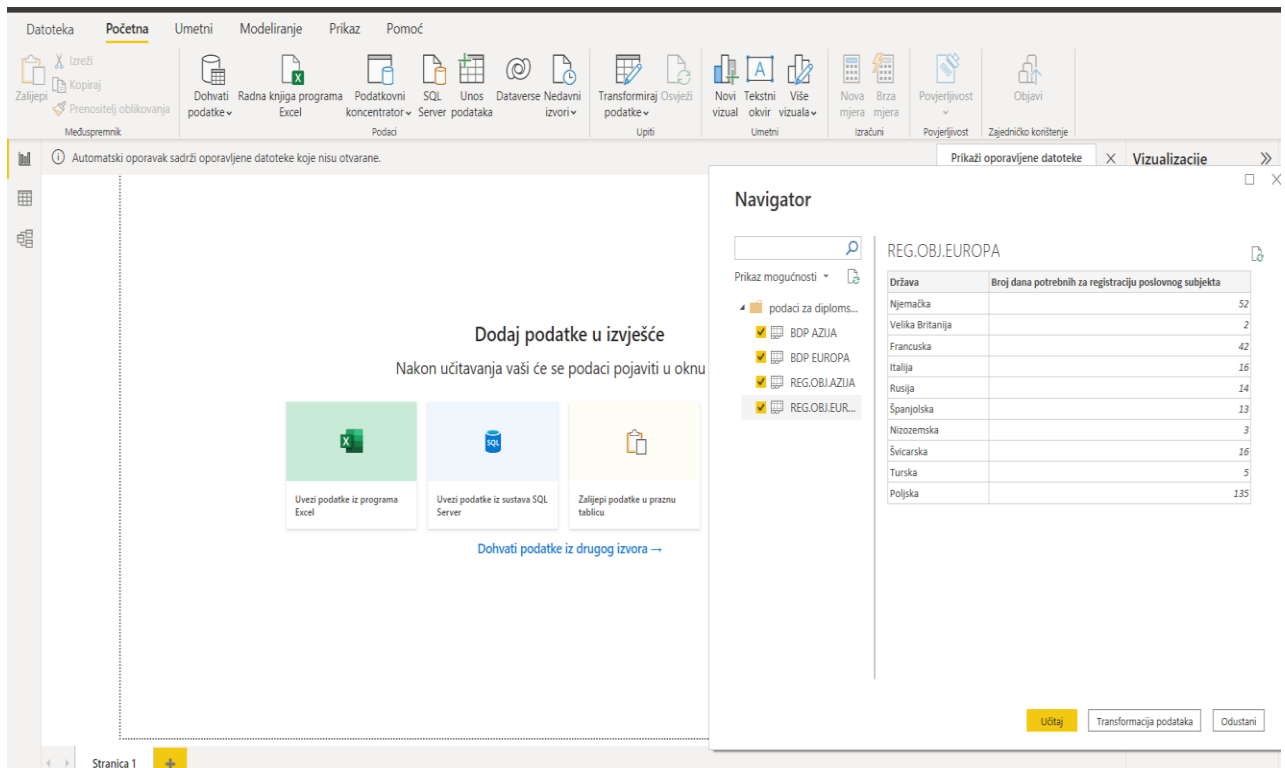 Datoteka Početna Umetni Modeliranje Prikaz Pomoć
Zalijepi
Izreži
Kopiraj
Prenositelj oblikovanja
Međuspremnik
Dohvati podatke
Radna knjiga programa Excel
Podatkovni koncentrator
SQL Server
Unos podataka
Dataverse
Nedavni izvori
Podaci
Transformiraj podatke
Osvježi
Upiti
Novi vizual
Tekstni okvir
Više vizuala
Umetni
Nova mjera
Brza mjera
Izračuni
Povjerljivost
Povjerljivost
Objavi
Zajedničko korištenje
Automatski oporavak sadrži oporavljene datoteke koje nisu otvarane.
Prikaži oporavljene datoteke
Vizualizacije
Dodaj podatke u izvješće
Nakon učitavanja vaši će se podaci pojaviti u oknu
Uvezi podatke iz programa
Excel
Uvezi podatke iz sustava SQL
Server
Zalijepi podatke u praznu
tablicu
Dohvati podatke iz drugog izvora →
Navigator
Prikaz mogućnosti
podaci za diploms...
BDP AZIJA
BDP EUROPA
REG.OBJ.AZIJA
REG.OBJ.EUR...
REG.OBJ.EUROPA
Država Broj dana potrebnih za registraciju poslovnog subjekta
Njemačka 52
Velika Britanija 2
Francuska 42
Italija 16
Rusija 14
Španjolska 13
Nizozemska 3
Švicarska 16
Turska 5
Poljska 135
Učitaj Transformacija podataka Odustani
Stranica 1